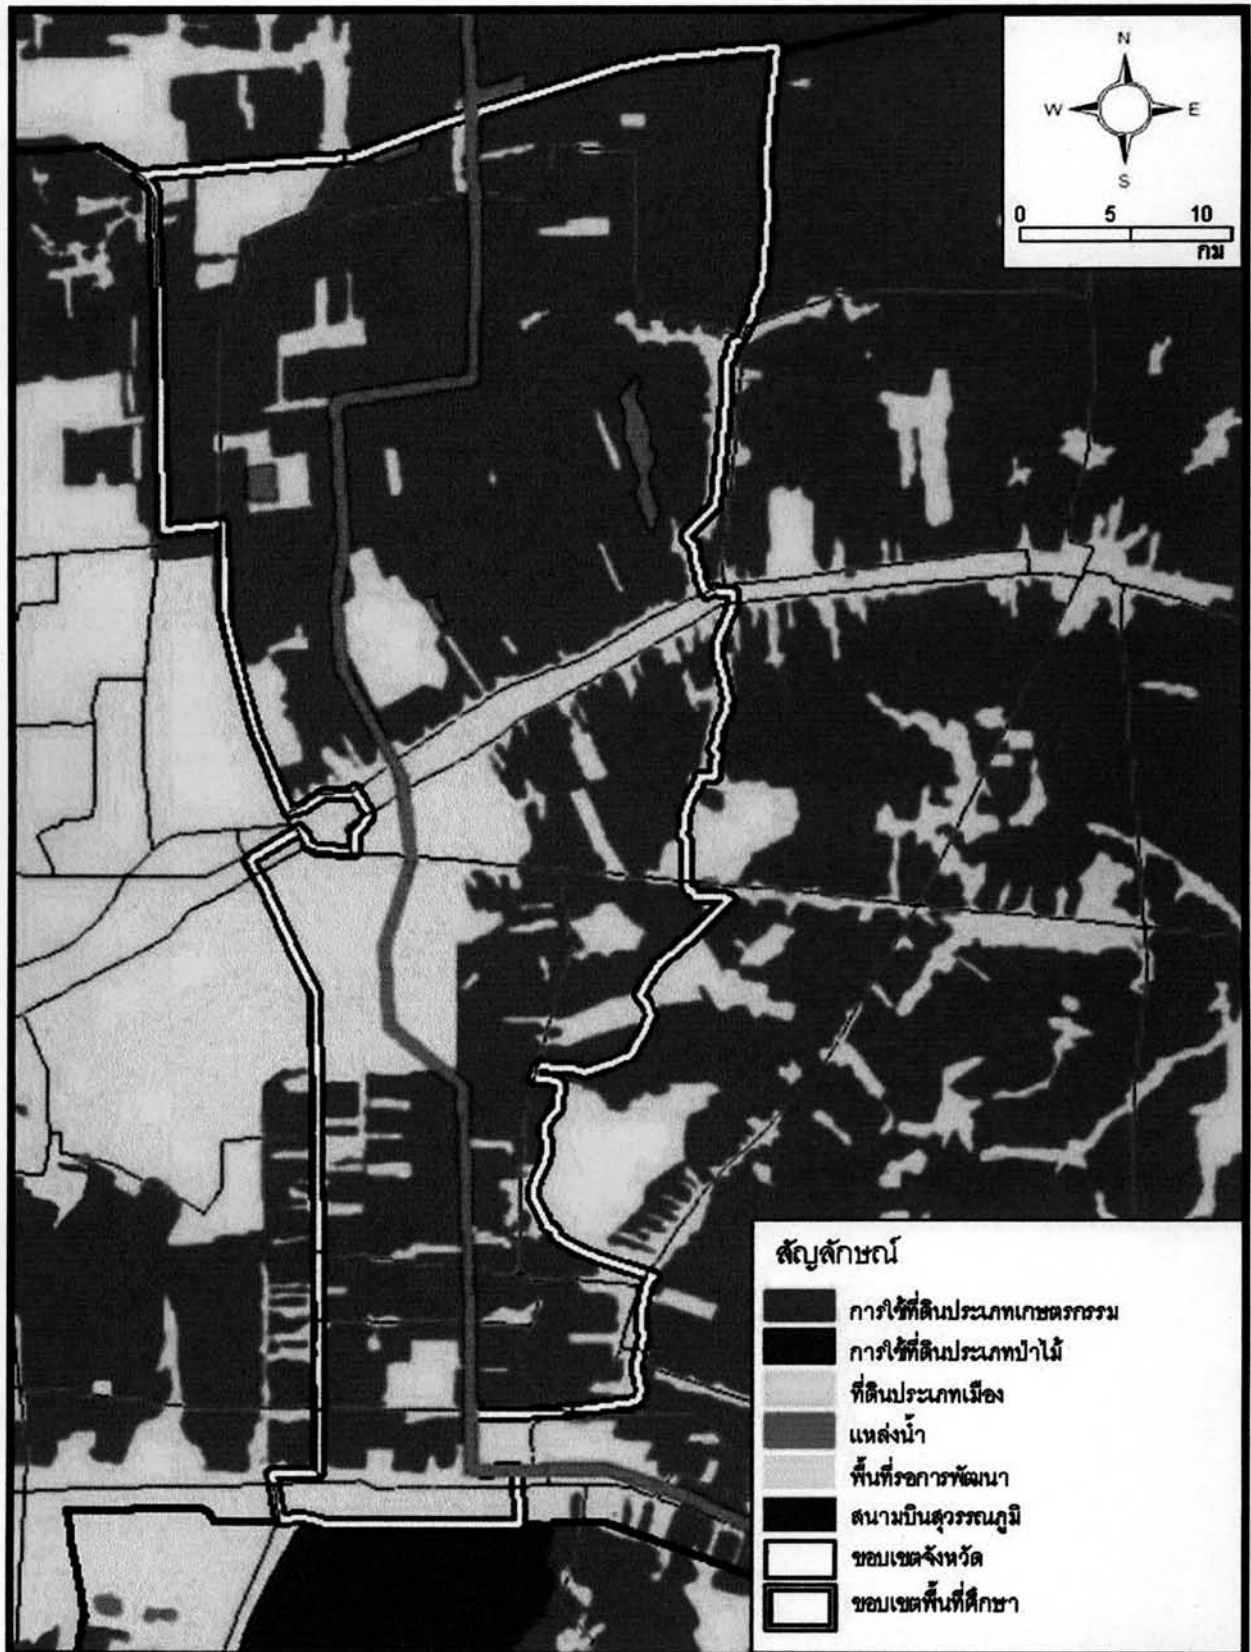 N
W E
S
0 5 10
กม
สัญลักษณ์
การใช้ที่ดินประเภทเกษตรกรรม
การใช้ที่ดินประเภทป่าไม้
ที่ดินประเภทเมือง
แหล่งน้ำ
พื้นที่รอการพัฒนา
สนามบินสุวรรณภูมิ
ขอบเขตจังหวัด
ขอบเขตพื้นที่ศึกษา